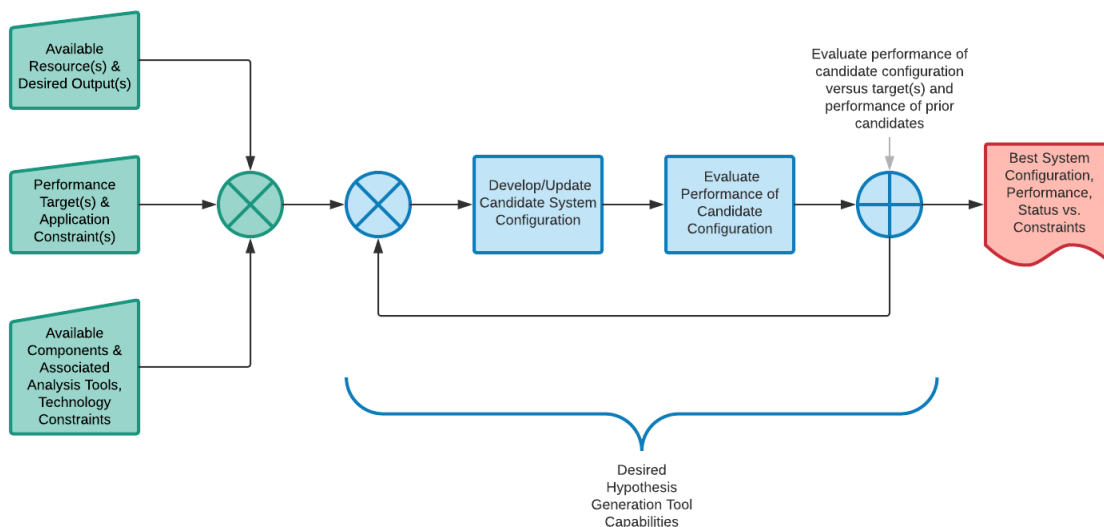 Available
Resource(s) &
Desired Output(s)
Performance
Target(s) &
Application
Constraint(s)
Available
Components &
Associated
Analysis Tools,
Technology
Constraints
Develop/Update
Candidate System
Configuration
Evaluate
Performance of
Candidate
Configuration
Evaluate performance of
candidate configuration
versus target(s) and
performance of prior
candidates
Best System
Configuration,
Performance,
Status vs.
Constraints
Desired
Hypothesis
Generation Tool
Capabilities